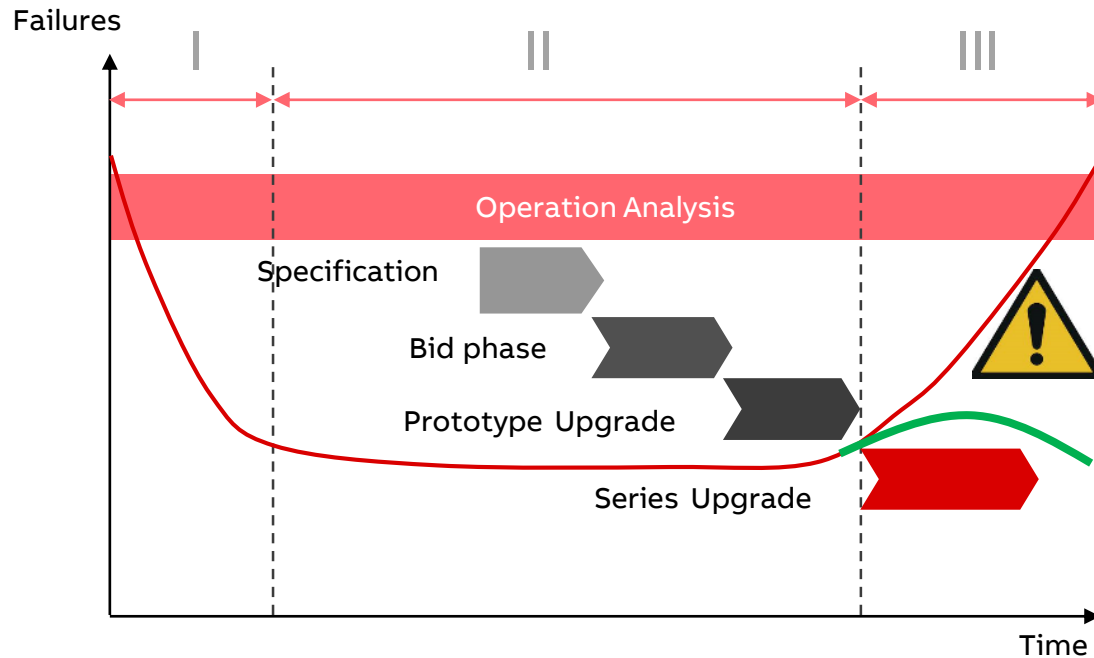 Failures
I
II
III
Operation Analysis
Specification
Bid phase
Prototype Upgrade
Series Upgrade
Time